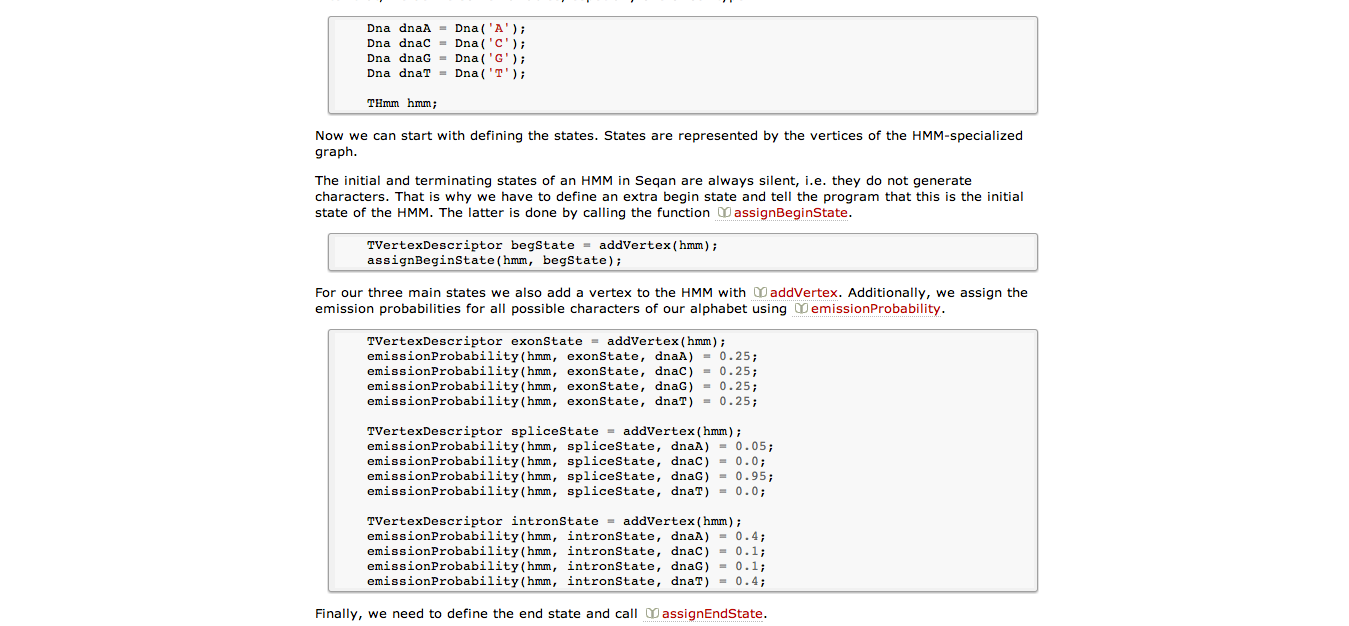 Dna dnaA = Dna('A');
Dna dnaC = Dna('C');
Dna dnaG = Dna('G');
Dna dnaT = Dna('T');
THmm hmm;
Now we can start with defining the states. States are represented by the vertices of the HMM-specialized
graph.
The initial and terminating states of an HMM in Seqan are always silent, i.e. they do not generate
characters. That is why we have to define an extra begin state and tell the program that this is the initial
state of the HMM. The latter is done by calling the function assignBeginState.
TVertexDescriptor begState = addVertex(hmm);
assignBeginState(hmm, begState);
For our three main states we also add a vertex to the HMM with addVertex. Additionally, we assign the
emission probabilities for all possible characters of our alphabet using emissionProbability.
TVertexDescriptor exonState = addVertex(hmm);
emissionProbability(hmm, exonState, dnaA) = 0.25;
emissionProbability(hmm, exonState, dnaC) = 0.25;
emissionProbability(hmm, exonState, dnaG) = 0.25;
emissionProbability(hmm, exonState, dnaT) = 0.25;
TVertexDescriptor spliceState = addVertex(hmm);
emissionProbability(hmm, spliceState, dnaA) = 0.05;
emissionProbability(hmm, spliceState, dnaC) = 0.0;
emissionProbability(hmm, spliceState, dnaG) = 0.95;
emissionProbability(hmm, spliceState, dnaT) = 0.0;
TVertexDescriptor intronState = addVertex(hmm);
emissionProbability(hmm, intronState, dnaA) = 0.4;
emissionProbability(hmm, intronState, dnaC) = 0.1;
emissionProbability(hmm, intronState, dnaG) = 0.1;
emissionProbability(hmm, intronState, dnaT) = 0.4;
Finally, we need to define the end state and call assignEndState.